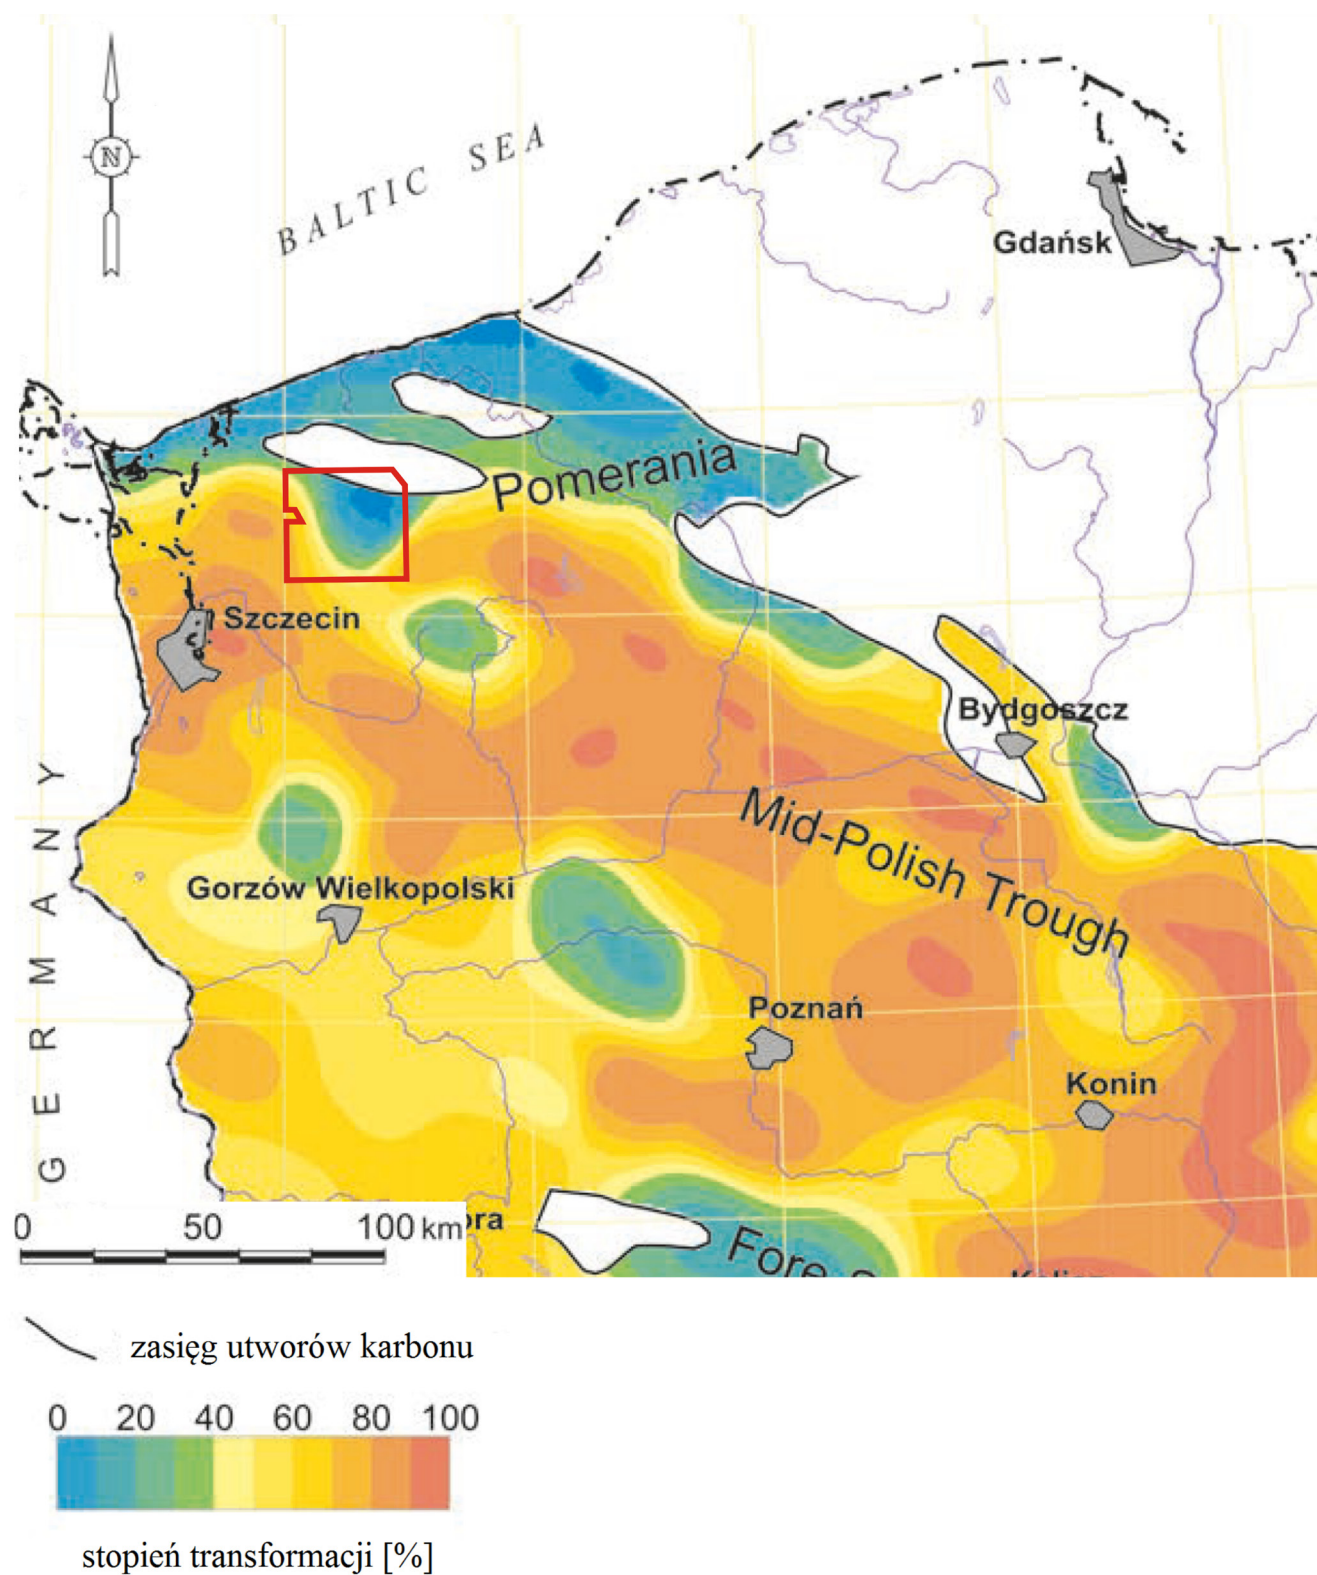 N
BALTIC SEA
Gdańsk
Pomerania
Szczecin
Bydgoszcz
Mid-Polish Trough
Gorzów Wielkopolski
GERMANY
Poznań
Konin
0 50 100 km
zasięg utworów karbonu
0 20 40 60 80 100
stopień transformacji [%]